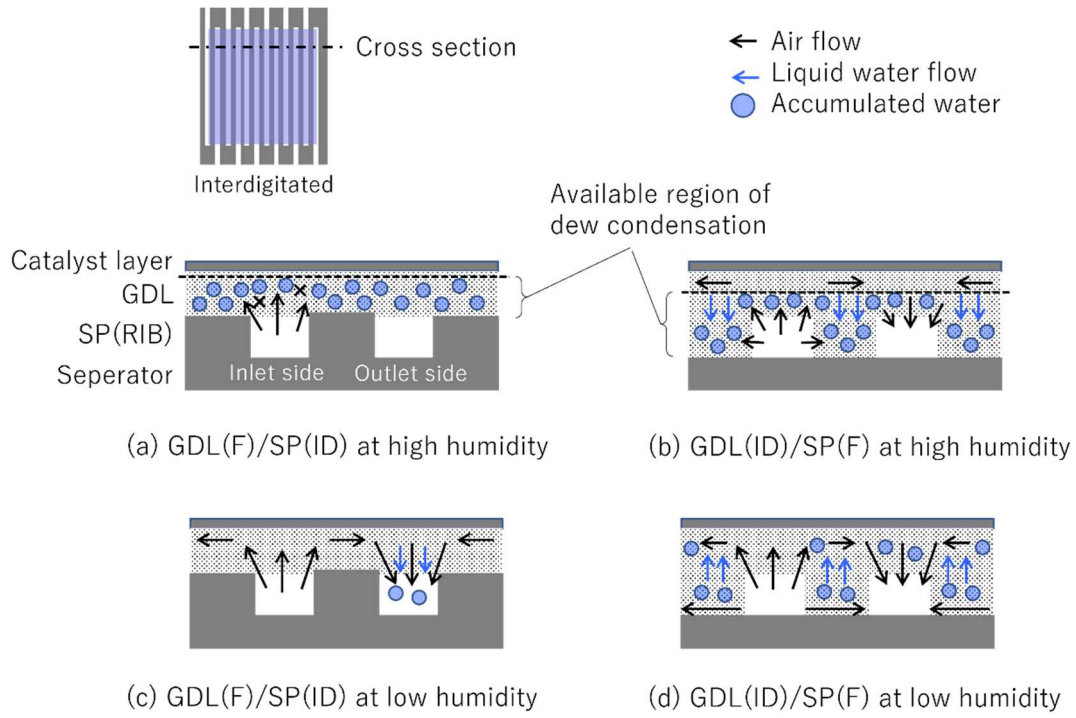 Cross section
Interdigitated
Air flow
Liquid water flow
Accumulated water
Available region of
dew condensation
Catalyst layer
GDL
SP(RIB)
Seperator
Inlet side
Outlet side
(a) GDL(F)/SP(ID) at high humidity
(b) GDL(ID)/SP(F) at high humidity
(c) GDL(F)/SP(ID) at low humidity
(d) GDL(ID)/SP(F) at low humidity